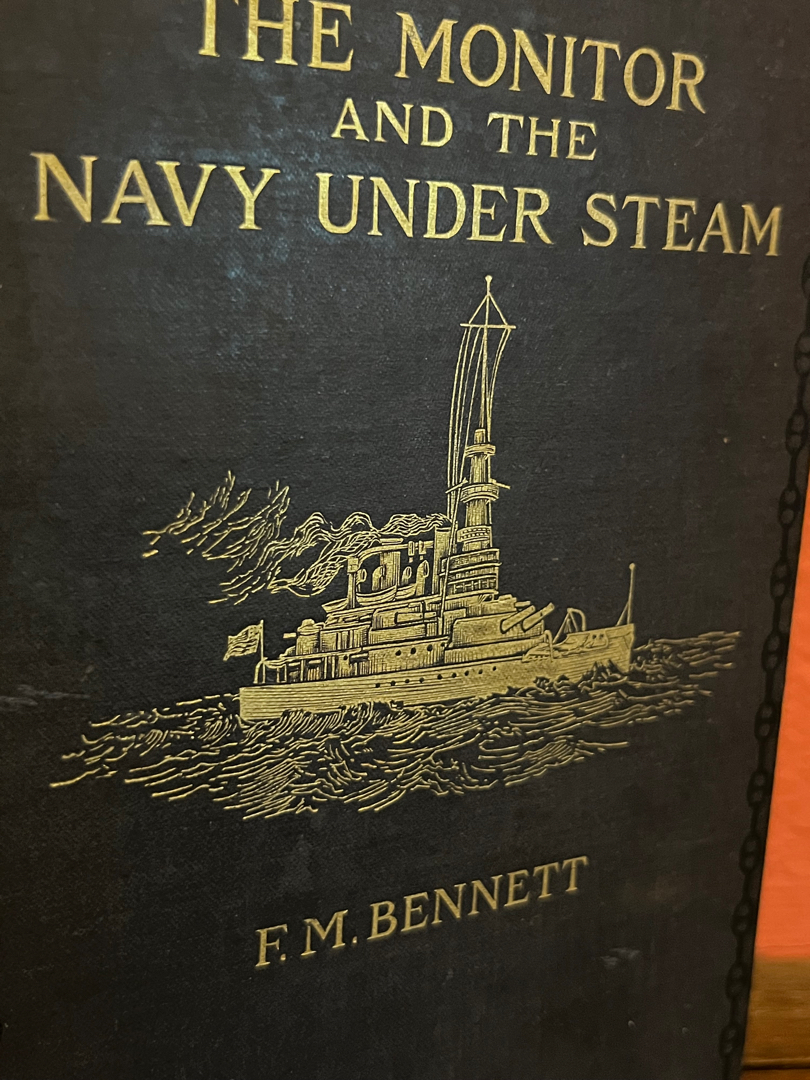 THE MONITOR
AND THE
NAVY UNDER STEAM
F. M. BENNETT